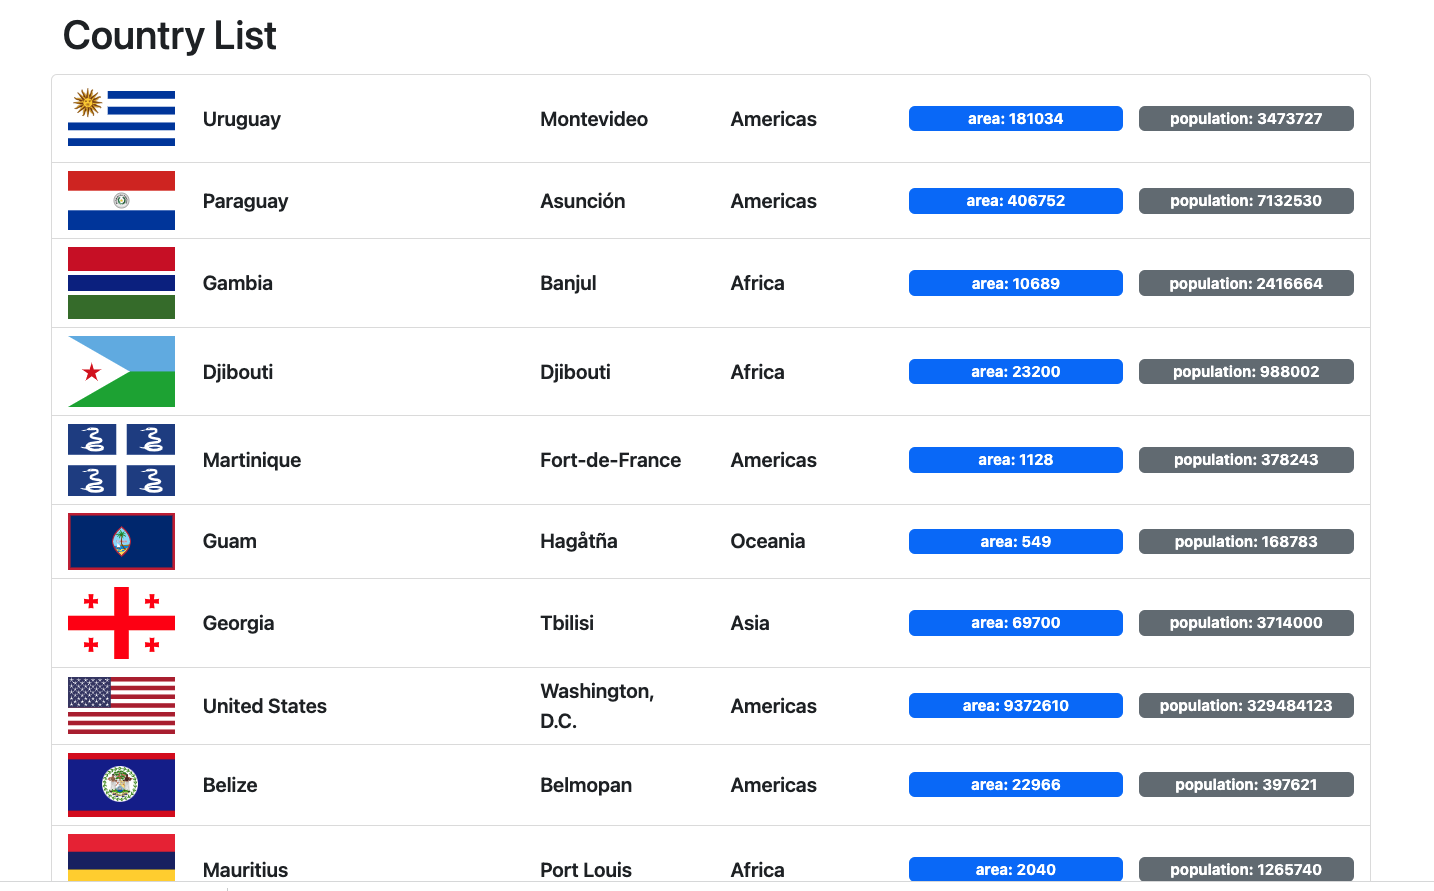 Country List
Uruguay Montevideo Americas area: 181034 population: 3473727
Paraguay Asunción Americas area: 406752 population: 7132530
Gambia Banjul Africa area: 10689 population: 2416664
Djibouti Djibouti Africa area: 23200 population: 988002
Martinique Fort-de-France Americas area: 1128 population: 378243
Guam Hagåtña Oceania area: 549 population: 168783
Georgia Tbilisi Asia area: 69700 population: 3714000
United States Washington, D.C. Americas area: 9372610 population: 329484123
Belize Belmopan Americas area: 22966 population: 397621
Mauritius Port Louis Africa area: 2040 population: 1265740